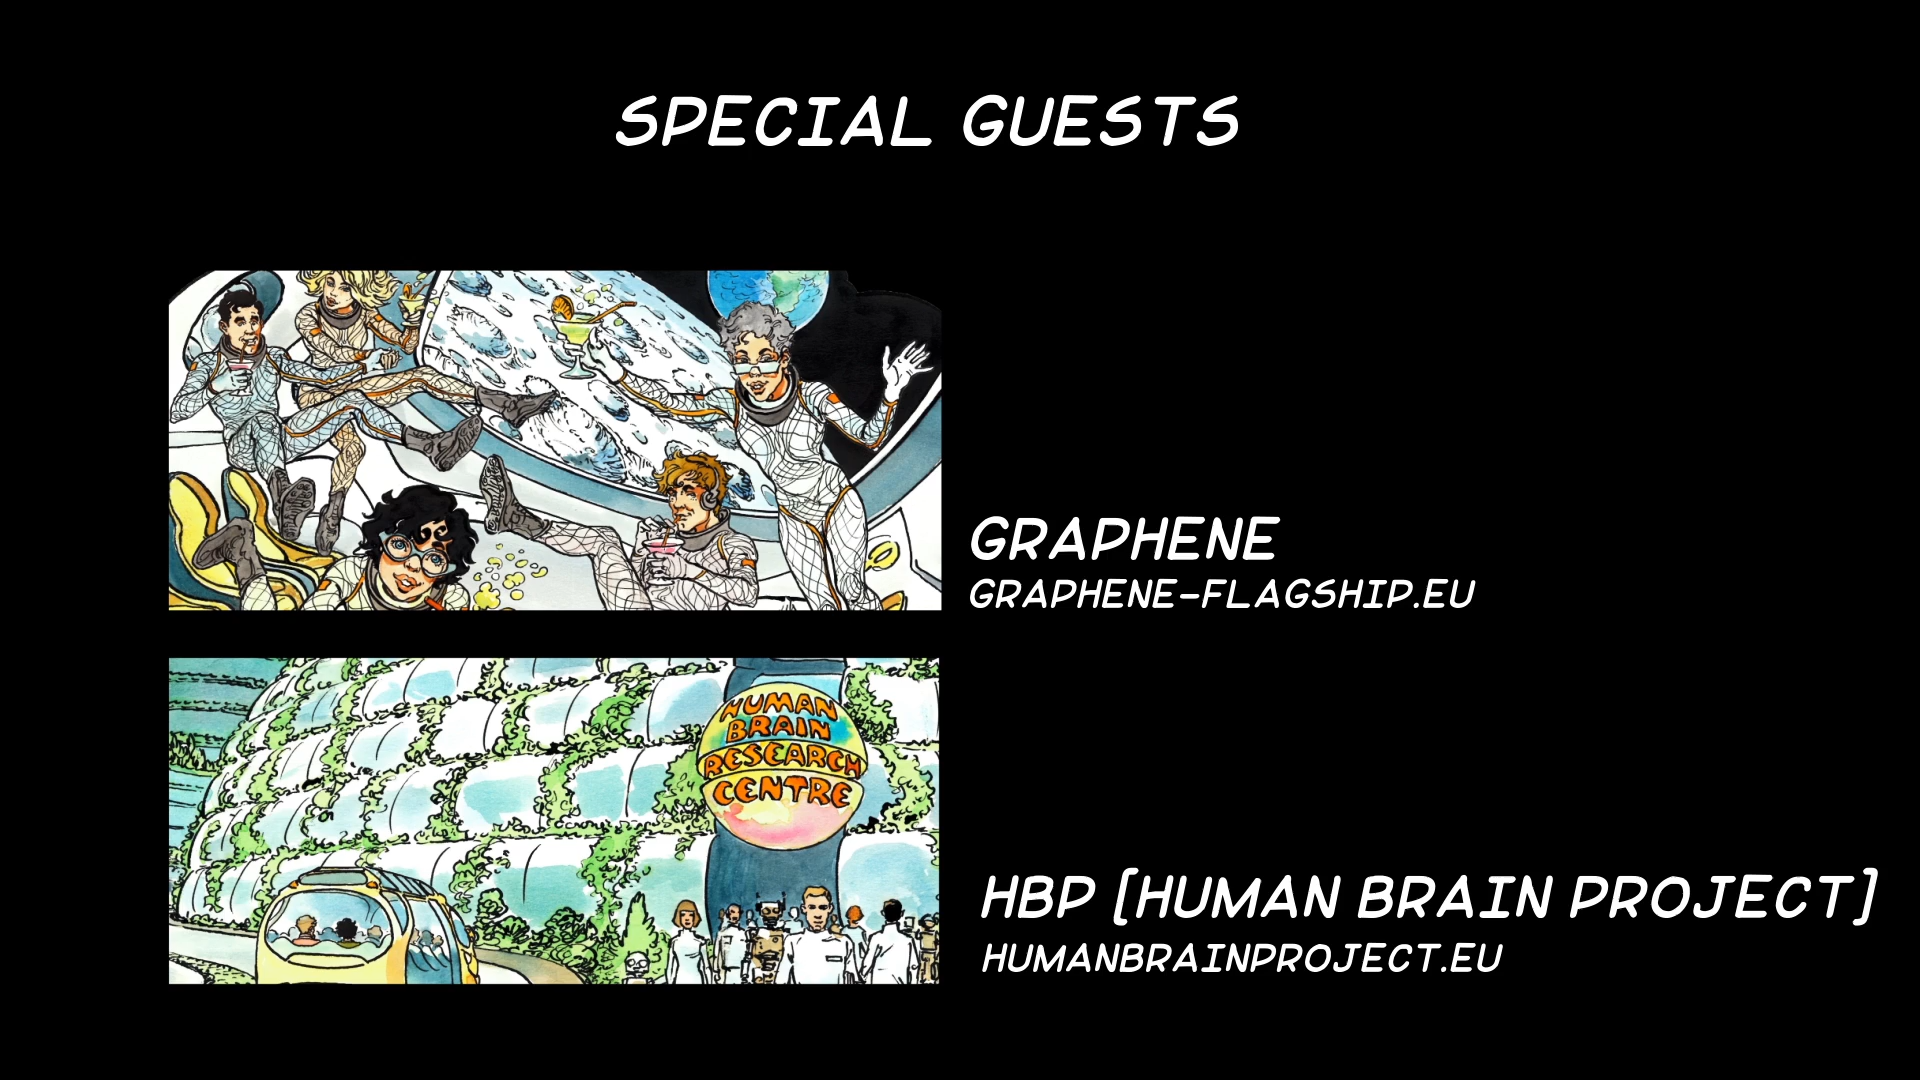 SPECIAL GUESTS
GRAPHENE
GRAPHENE-FLAGSHIP.EU
HUMAN
BRAIN
RESEARCH
CENTRE
HBP [HUMAN BRAIN PROJECT]
HUMANBRAINPROJECT.EU